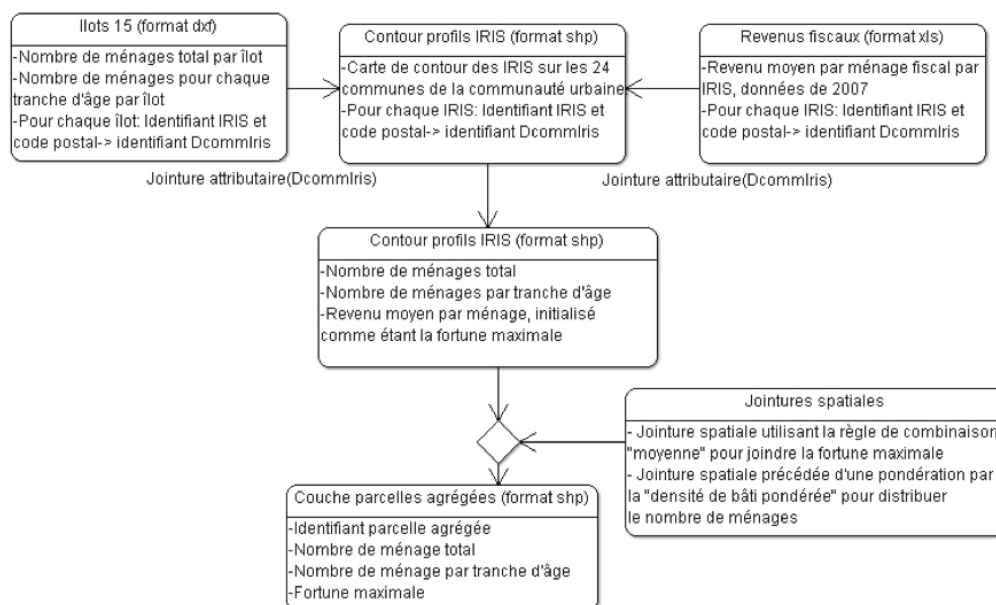 Ilots 15 (format dxf)
-Nombre de ménages total par îlot
-Nombre de ménages pour chaque
tranche d'âge par îlot
-Pour chaque îlot: Identifiant IRIS et
code postal-> identifiant DcommIris
Contour profils IRIS (format shp)
-Carte de contour des IRIS sur les 24
communes de la communauté urbaine
-Pour chaque IRIS: Identifiant IRIS et
code postal-> identifiant DcommIris
Revenus fiscaux (format xls)
-Revenu moyen par ménage fiscal par
IRIS, données de 2007
-Pour chaque IRIS: Identifiant IRIS et
code postal-> identifiant DcommIris
Jointure attributaire(DcommIris)
Jointure attributaire(DcommIris)
Contour profils IRIS (format shp)
-Nombre de ménages total
-Nombre de ménages par tranche d'âge
-Revenu moyen par ménage, initialisé
comme étant la fortune maximale
Jointures spatiales
- Jointure spatiale utilisant la règle de combinaison
"moyenne" pour joindre la fortune maximale
- Jointure spatiale précédée d'une pondération par
la "densité de bâti pondérée" pour distribuer
le nombre de ménages
Couche parcelles agrégées (format shp)
-Identifiant parcelle agrégée
-Nombre de ménage total
-Nombre de ménage par tranche d'âge
-Fortune maximale